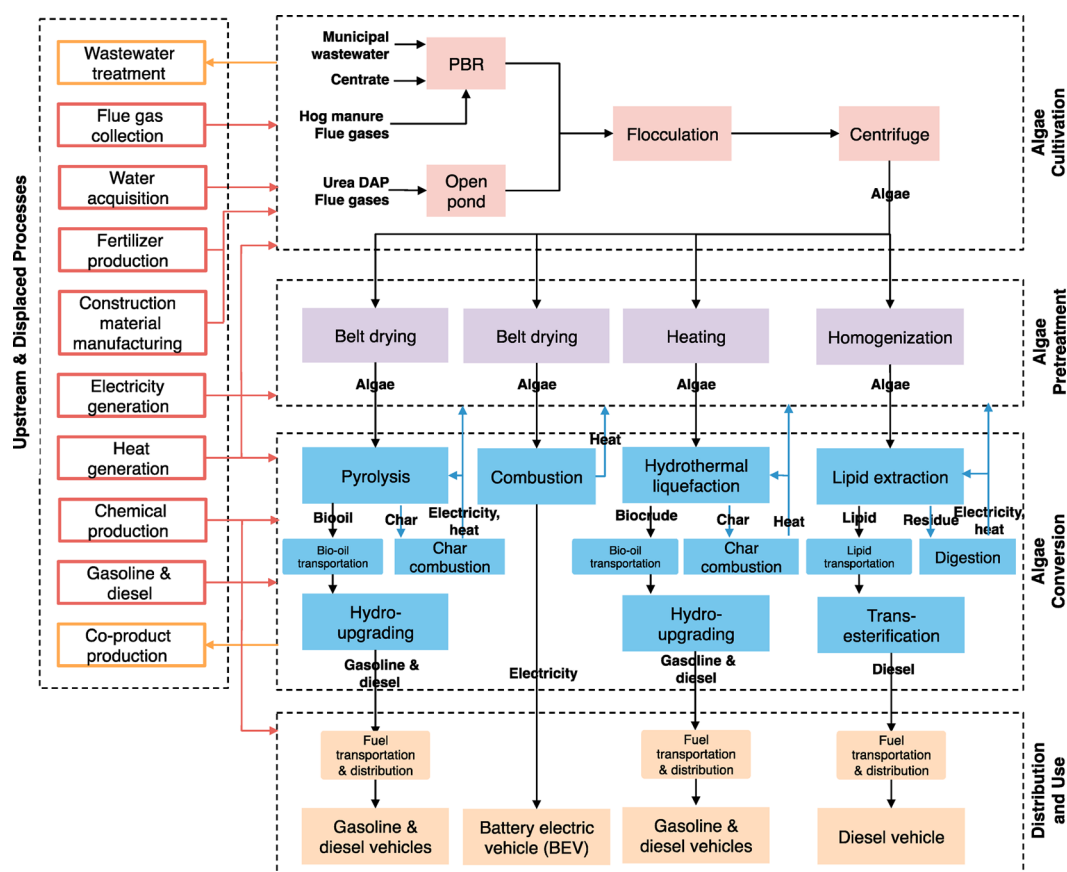 Upstream & Displaced Processes
Wastewater
treatment
Flue gas
collection
Water
acquisition
Fertilizer
production
Construction
material
manufacturing
Electricity
generation
Heat
generation
Chemical
production
Gasoline &
diesel
Co-product
production
Municipal
wastewater
Centrate
Hog manure
Flue gases
PBR
Urea DAP
Flue gases
Open
pond
Flocculation
Centrifuge
Algae
Algae
Cultivation
Belt drying
Belt drying
Heating
Homogenization
Algae
Algae
Algae
Algae
Algae
Pretreatment
Heat
Pyrolysis
Combustion
Hydrothermal
liquefaction
Lipid extraction
Biooil
Char
Electricity,
heat
Biocrude
Char
Heat
Lipid
Residue
Electricity,
heat
Bio-oil
transportation
Char
combustion
Bio-oil
transportation
Char
combustion
Lipid
transportation
Digestion
Hydro-
upgrading
Hydro-
upgrading
Trans-
esterification
Gasoline &
diesel
Electricity
Gasoline &
diesel
Diesel
Algae
Conversion
Fuel
transportation
& distribution
Fuel
transportation
& distribution
Fuel
transportation
& distribution
Gasoline &
diesel vehicles
Battery electric
vehicle (BEV)
Gasoline &
diesel vehicles
Diesel vehicle
Distribution
and Use